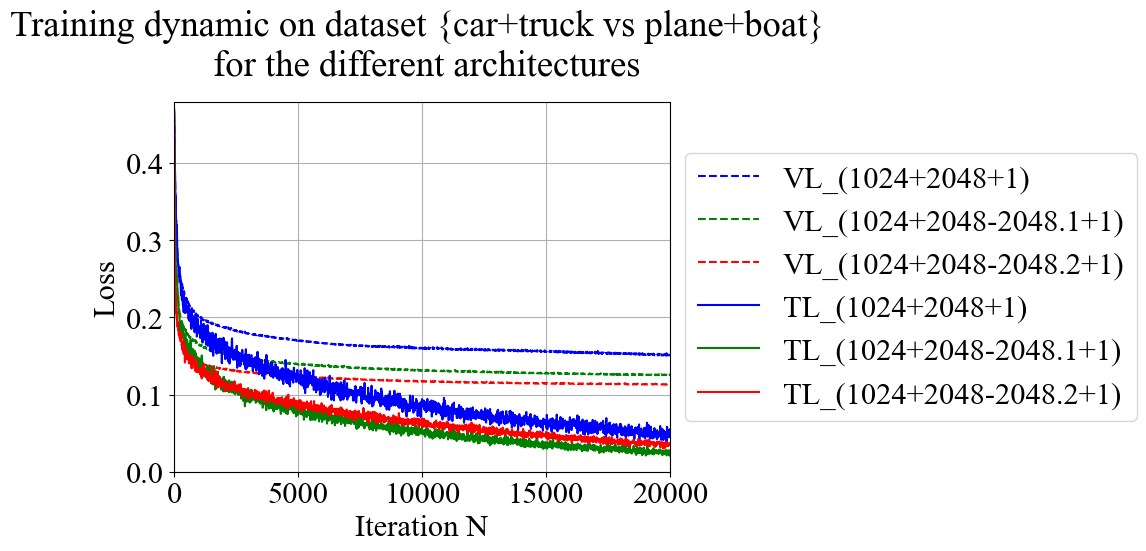 Training dynamic on dataset {car+truck vs plane+boat}
for the different architectures
Loss
0.4
0.3
0.2
0.1
0.0
0 5000 10000 15000 20000
Iteration N
VL_(1024+2048+1)
VL_(1024+2048-2048.1+1)
VL_(1024+2048-2048.2+1)
TL_(1024+2048+1)
TL_(1024+2048-2048.1+1)
TL_(1024+2048-2048.2+1)